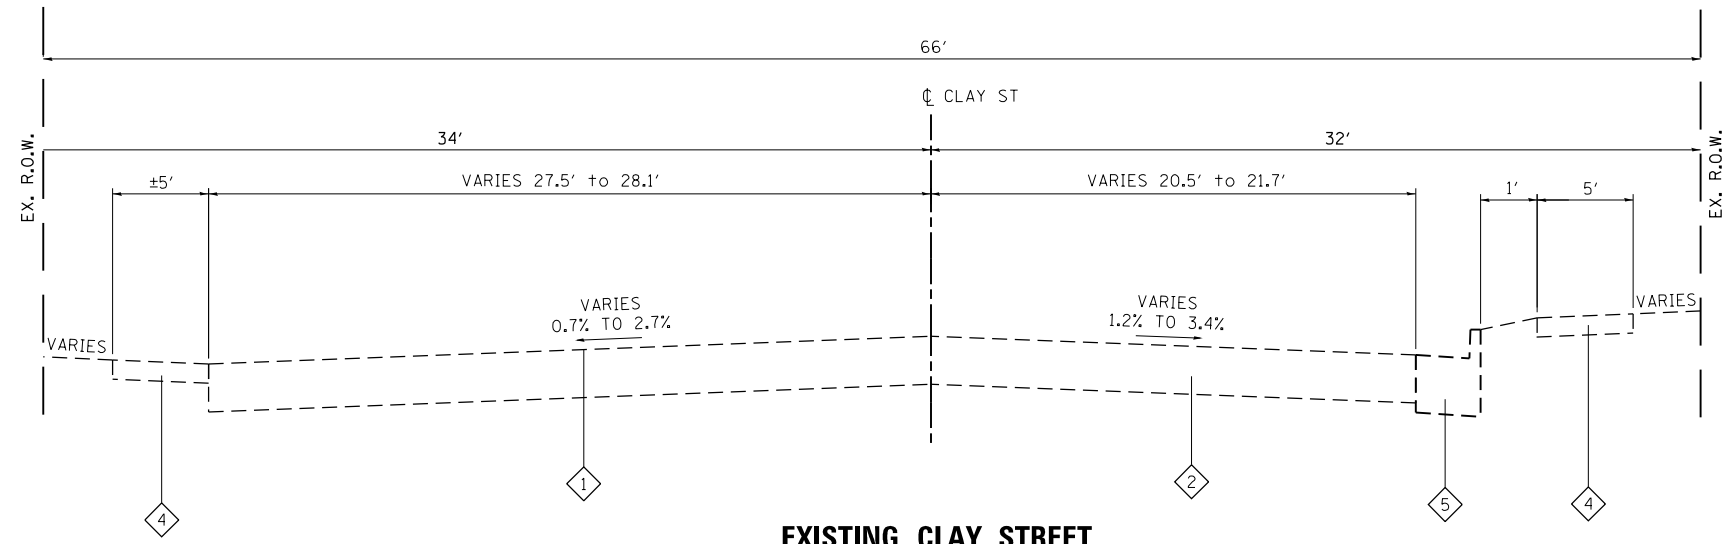 66'
℄ CLAY ST
34'
32'
EX. R.O.W.
EX. R.O.W.
±5'
VARIES 27.5' to 28.1'
VARIES 20.5' to 21.7'
1'
5'
VARIES
0.7% TO 2.7%
VARIES
1.2% TO 3.4%
VARIES
VARIES
1
2
4
5
4
EXISTING CLAY STREET